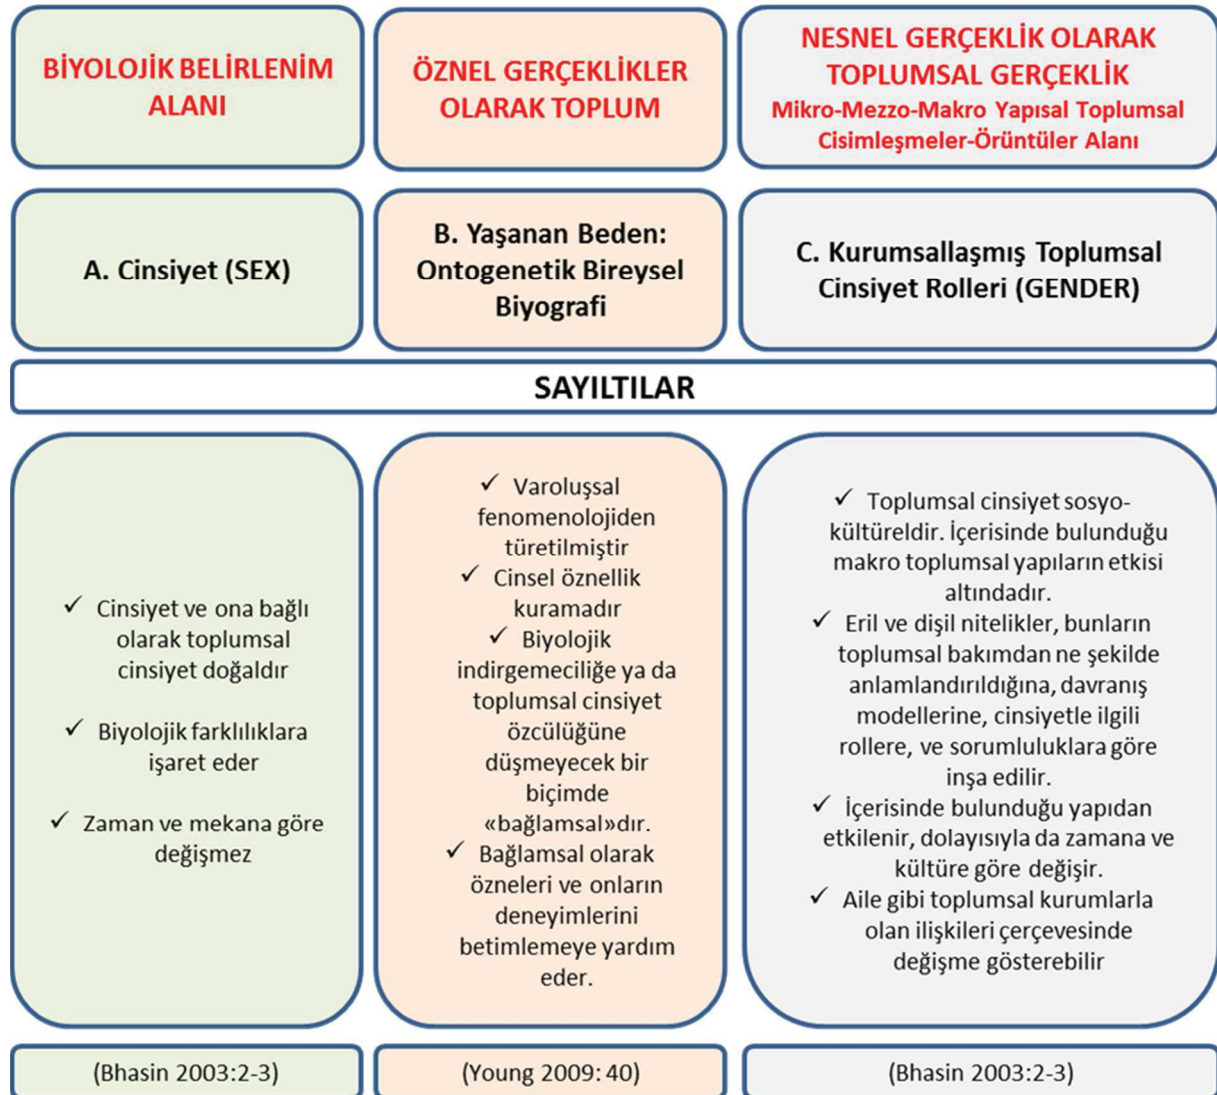 BİYOLOJİK BELİRLENİM
ALANI
ÖZNEL GERÇEKLİKLER
OLARAK TOPLUM
NESNEL GERÇEKLİK OLARAK
TOPLUMSAL GERÇEKLİK
Mikro-Mezzo-Makro Yapısal Toplumsal
Cisimleşmeler-Örüntüler Alanı
A. Cinsiyet (SEX)
B. Yaşanan Beden:
Ontogenetik Bireysel
Biyografi
C. Kurumsallaşmış Toplumsal
Cinsiyet Rolleri (GENDER)
SAYILTILAR
✓ Cinsiyet ve ona bağlı
olarak toplumsal
cinsiyet doğaldır
✓ Biyolojik farklılıklara
işaret eder
✓ Zaman ve mekana göre
değişmez
✓ Varoluşsal
fenomenolojiden
türetilmiştir
✓ Cinsel öznellik
kuramadır
✓ Biyolojik
indirgemeciliğe ya da
toplumsal cinsiyet
özcülüğüne
düşmeyecek bir
biçimde
«bağlamsal»dır.
✓ Bağlamsal olarak
özneleri ve onların
deneyimlerini
betimlemeye yardım
eder.
✓ Toplumsal cinsiyet sosyo-
kültüreldir. İçerisinde bulunduğu
makro toplumsal yapıların etkisi
altındadır.
✓ Eril ve dişil nitelikler, bunların
toplumsal bakımdan ne şekilde
anlamlandırıldığına, davranış
modellerine, cinsiyetle ilgili
rollere, ve sorumluluklara göre
inşa edilir.
✓ İçerisinde bulunduğu yapıdan
etkilenir, dolayısıyla da zamana ve
kültüre göre değişir.
✓ Aile gibi toplumsal kurumlarla
olan ilişkileri çerçevesinde
değişme gösterebilir
(Bhasin 2003:2-3)
(Young 2009: 40)
(Bhasin 2003:2-3)